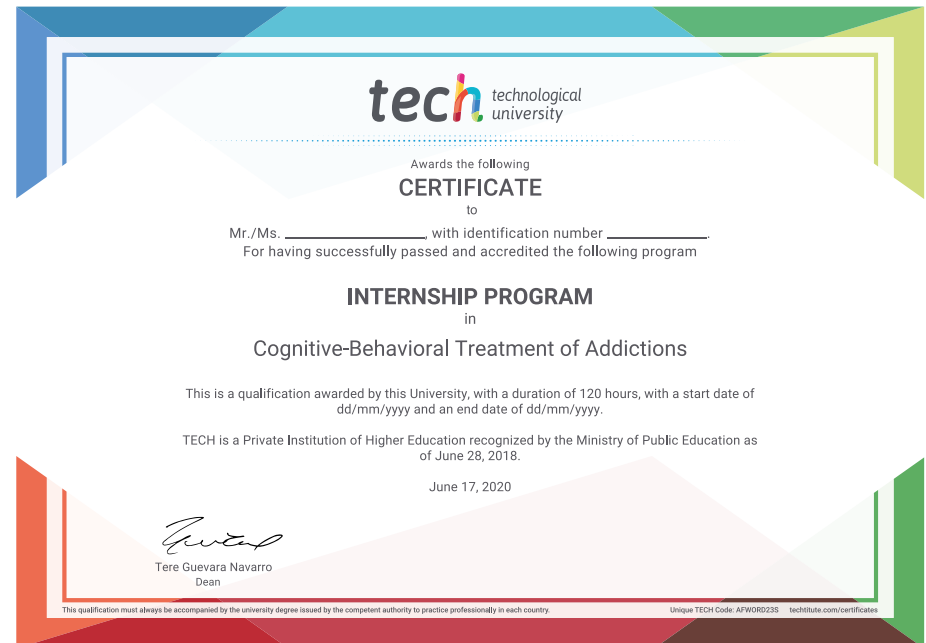 tech technological
university
Awards the following
CERTIFICATE
to
Mr./Ms. ____________________, with identification number ______________.
For having successfully passed and accredited the following program
INTERNSHIP PROGRAM
in
Cognitive-Behavioral Treatment of Addictions
This is a qualification awarded by this University, with a duration of 120 hours, with a start date of
dd/mm/yyyy and an end date of dd/mm/yyyy.
TECH is a Private Institution of Higher Education recognized by the Ministry of Public Education as
of June 28, 2018.
June 17, 2020
Tere Guevara Navarro
Dean
This qualification must always be accompanied by the university degree issued by the competent authority to practice professionally in each country.
Unique TECH Code: AFWORD23S techtitute.com/certificates